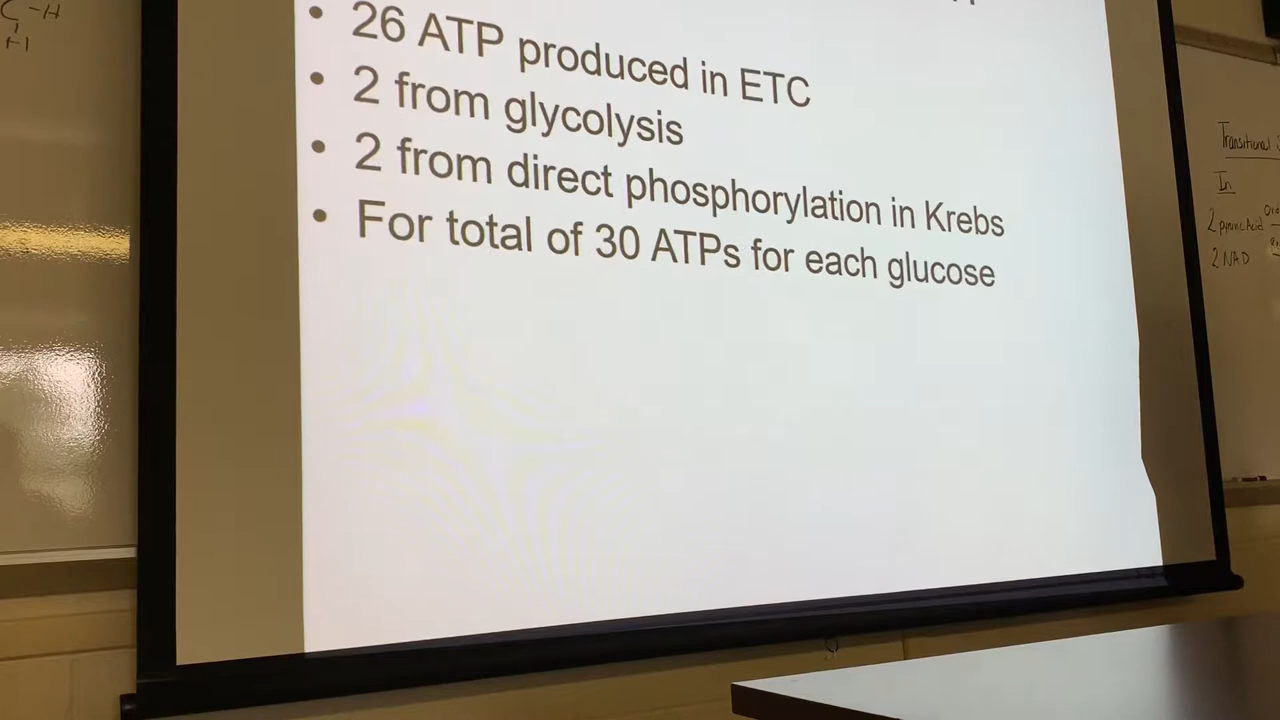 • 26 ATP produced in ETC
• 2 from glycolysis
• 2 from direct phosphorylation in Krebs
• For total of 30 ATPs for each glucose
C-H
H
Transitional
In
2 pyruvic Acid
2 NAD